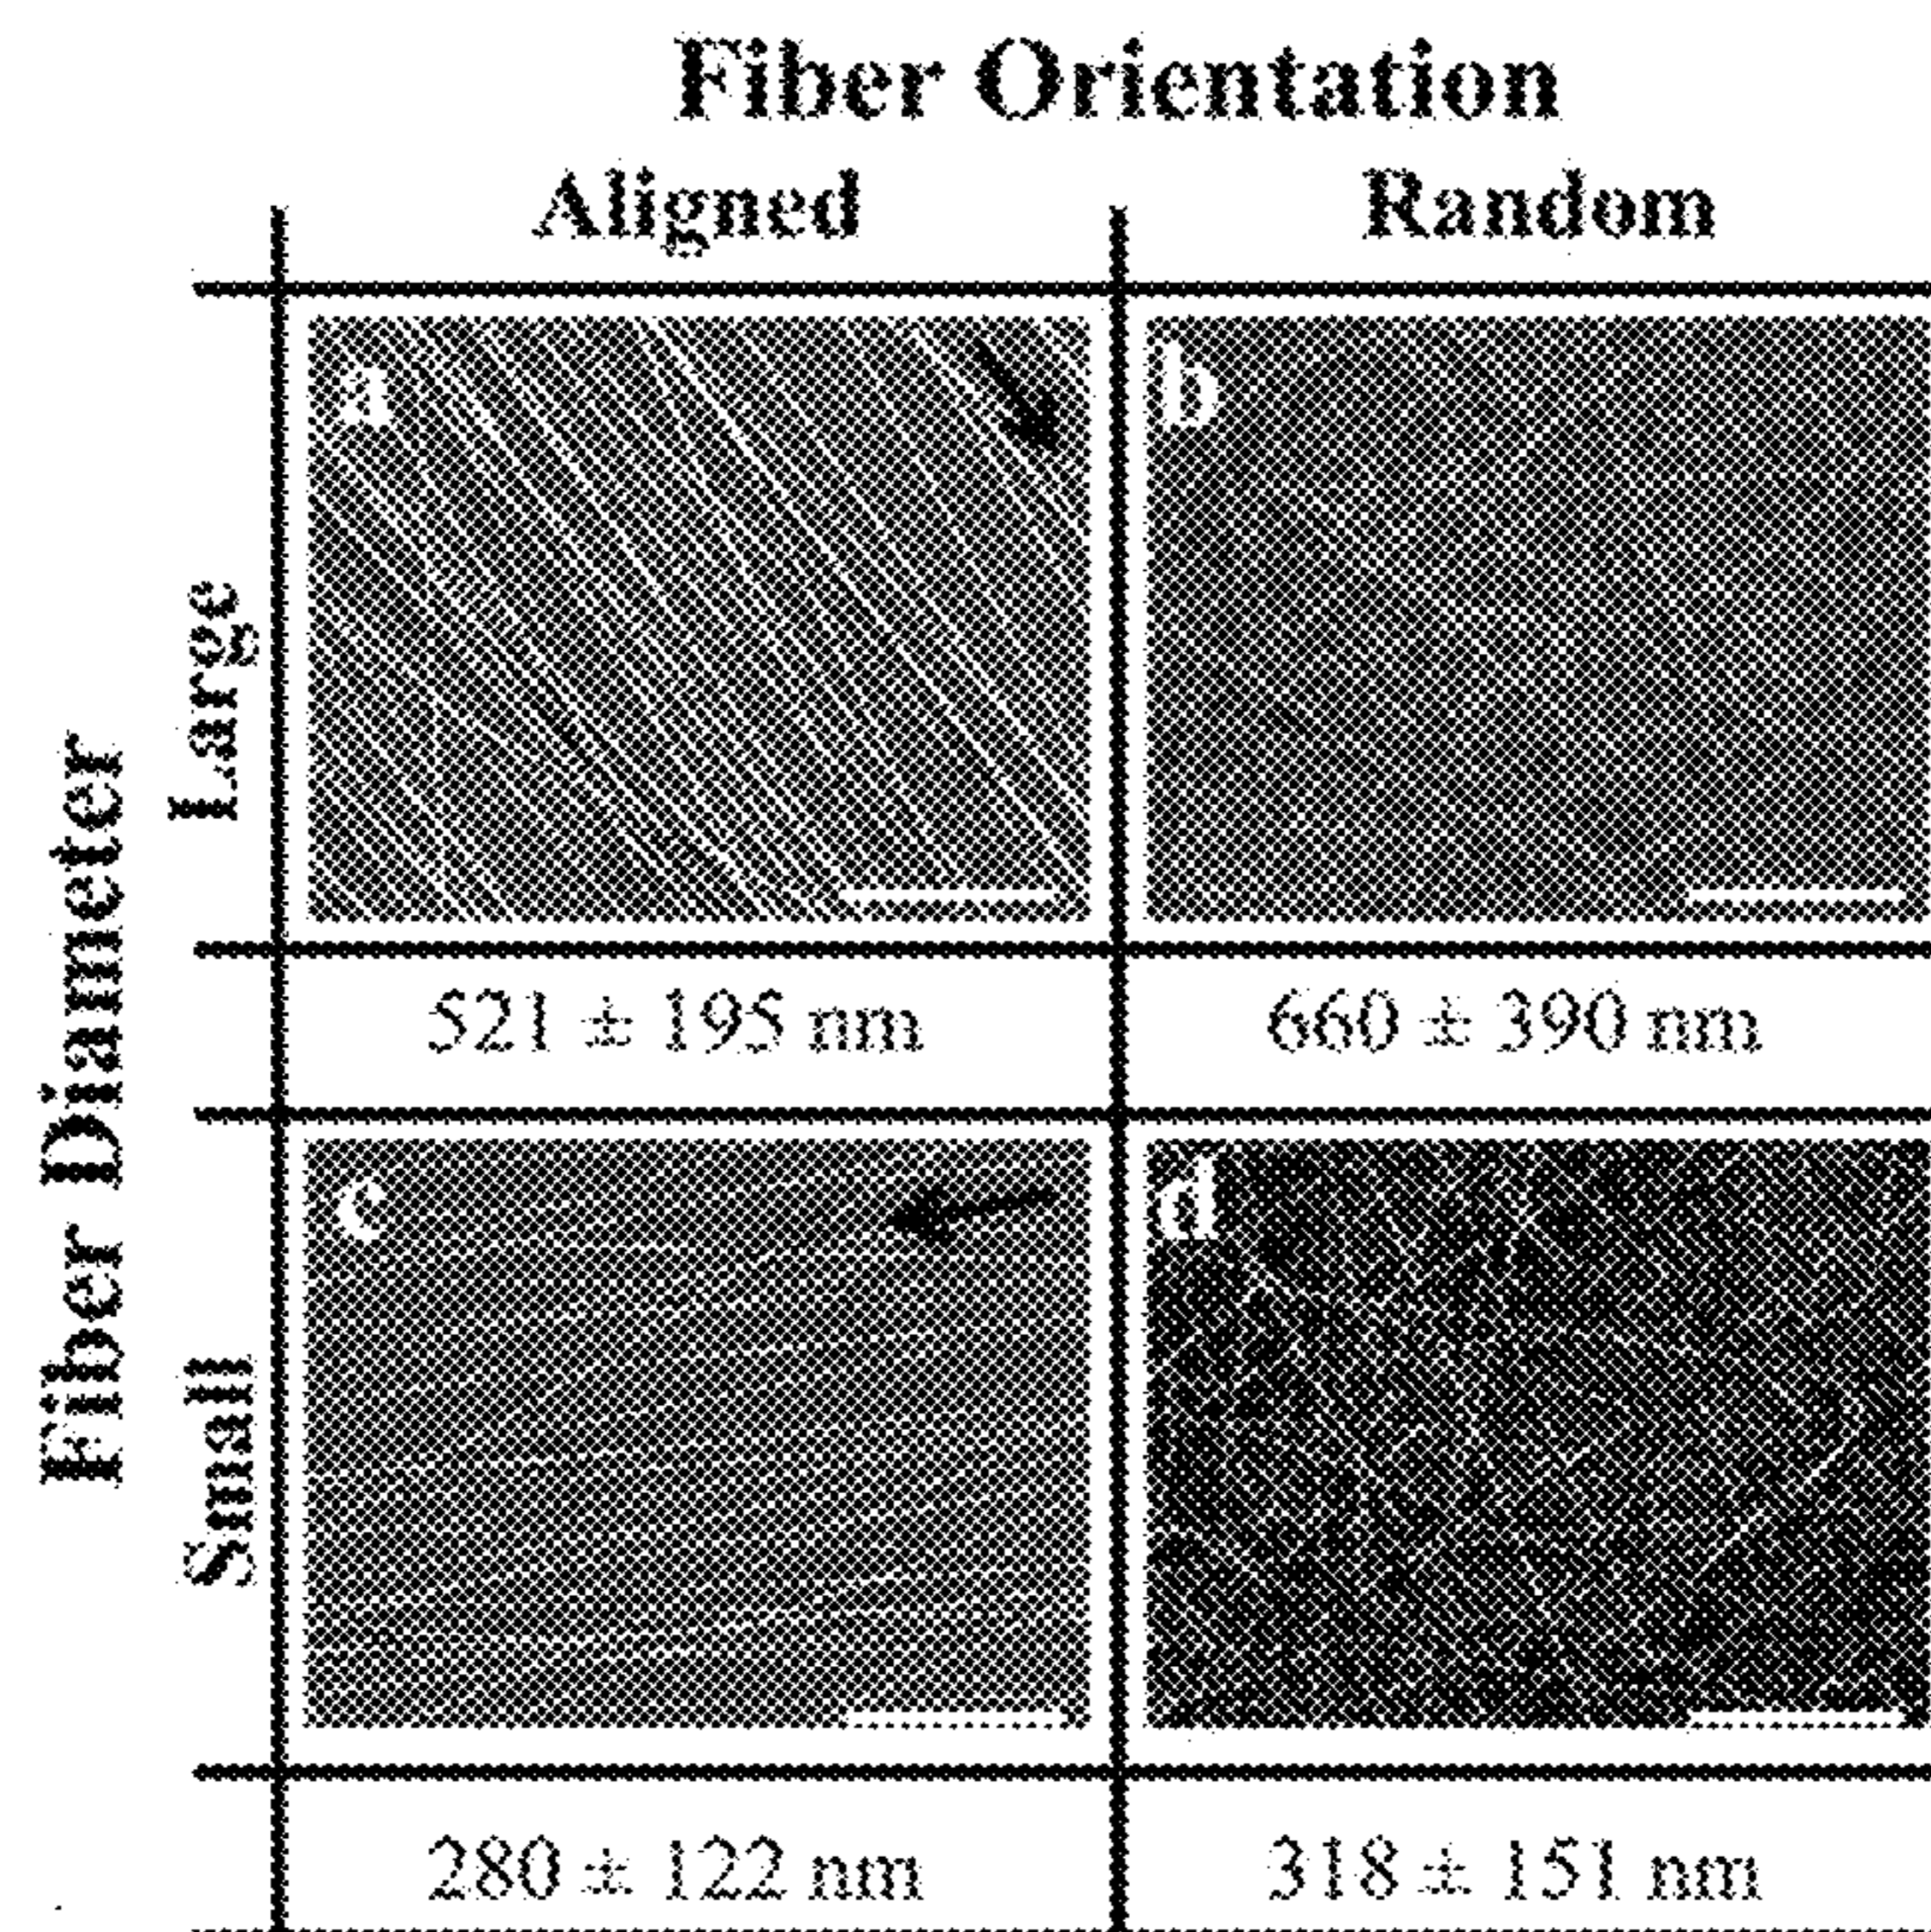 Fiber Orientation
Aligned
Random
Fiber Diameter
Large
a
b
521 ± 195 nm
660 ± 390 nm
Small
c
d
280 ± 122 nm
318 ± 151 nm